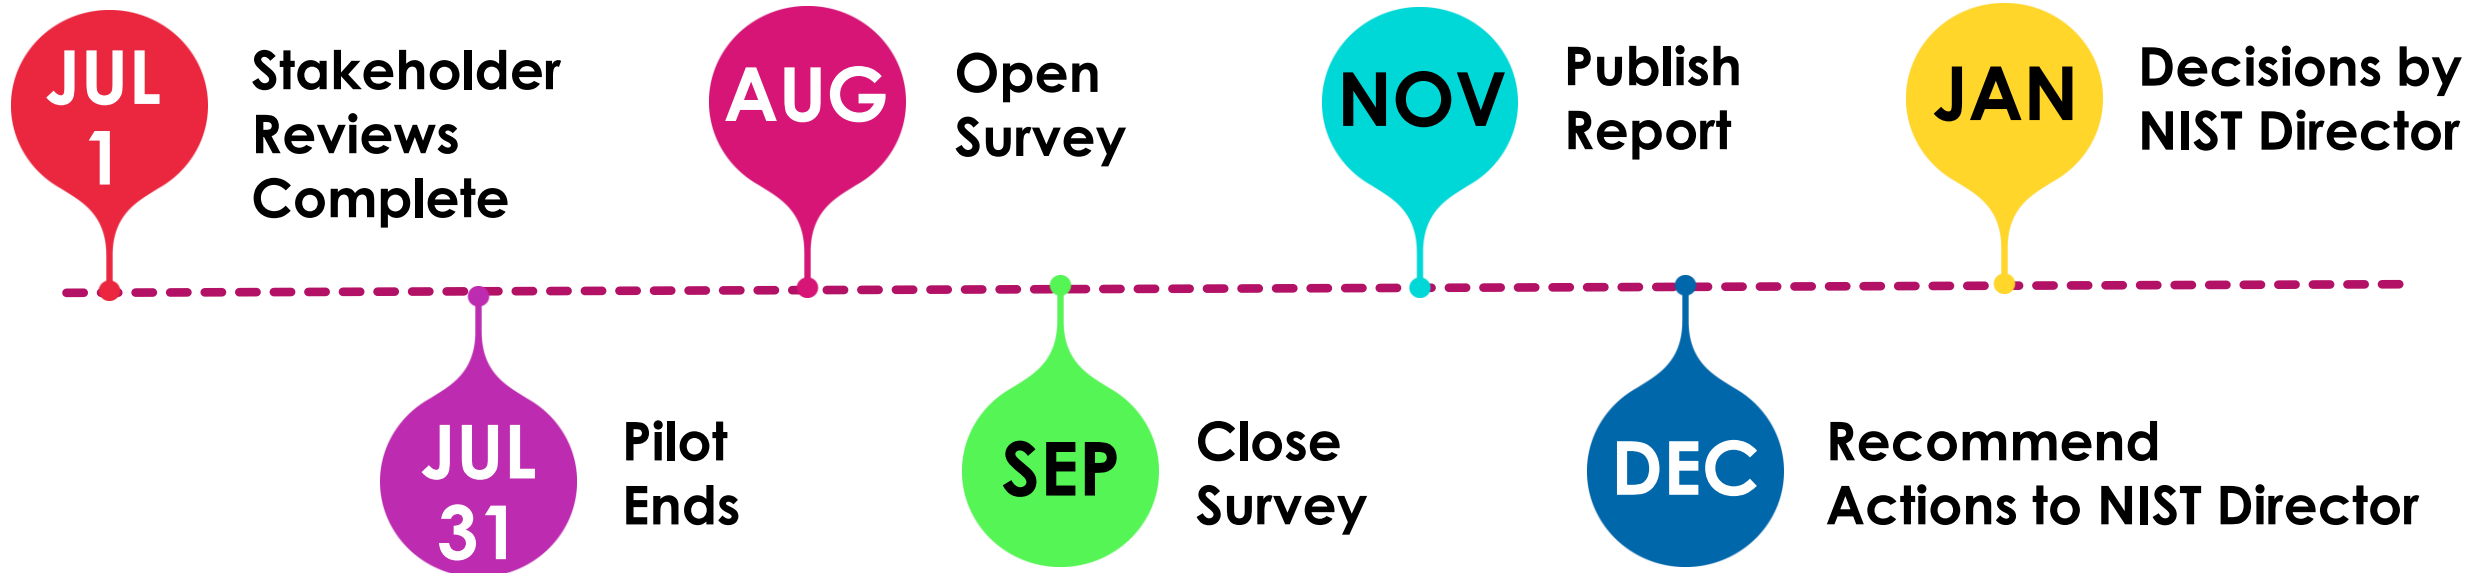 JUL
1
Stakeholder
Reviews
Complete
JUL
31
Pilot
Ends
AUG
Open
Survey
SEP
Close
Survey
NOV
Publish
Report
DEC
Recommend
Actions to NIST Director
JAN
Decisions by
NIST Director